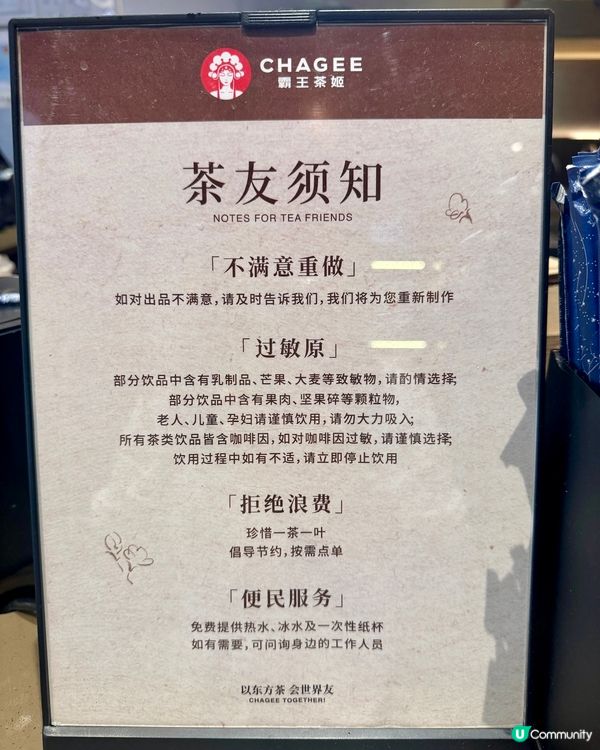 CHAGEE
霸王茶姬
茶友须知
NOTES FOR TEA FRIENDS
「不满意重做」
如对出品不满意,请及时告诉我们,我们将为您重新制作
「过敏原」
部分饮品中含有乳制品、芒果、大麦等致敏物,请酌情选择;
部分饮品中含有果肉、坚果碎等颗粒物,
老人、儿童、孕妇请谨慎饮用,请勿大力吸入;
所有茶类饮品皆含咖啡因,如对咖啡因过敏,请谨慎选择;
饮用过程中如有不适,请立即停止饮用
「拒绝浪费」
珍惜一茶一叶
倡导节约,按需点单
「便民服务」
免费提供热水、冰水及一次性纸杯
如有需要,可问询身边的工作人员
以东方茶 会世界友
CHAGEE TOGETHER!
U Community